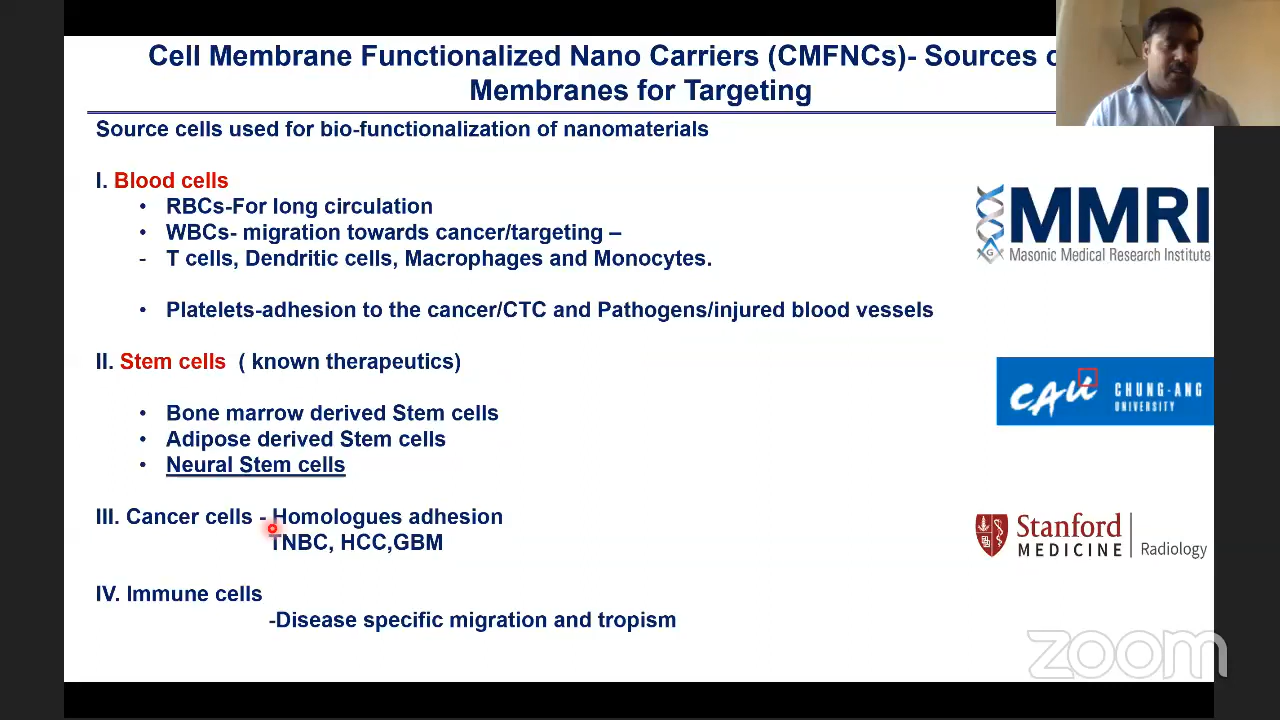 Cell Membrane Functionalized Nano Carriers (CMFNCs)- Sources
Membranes for Targeting
Source cells used for bio-functionalization of nanomaterials
I. Blood cells
• RBCs-For long circulation
• WBCs- migration towards cancer/targeting –
- T cells, Dendritic cells, Macrophages and Monocytes.
• Platelets-adhesion to the cancer/CTC and Pathogens/injured blood vessels
II. Stem cells ( known therapeutics)
• Bone marrow derived Stem cells
• Adipose derived Stem cells
• Neural Stem cells
III. Cancer cells - Homologues adhesion
TNBC, HCC,GBM
IV. Immune cells
-Disease specific migration and tropism
MMRI
G
Masonic Medical Research Institute
CAU
CHUNG-ANG
UNIVERSITY
Stanford
MEDICINE
Radiology
zoom